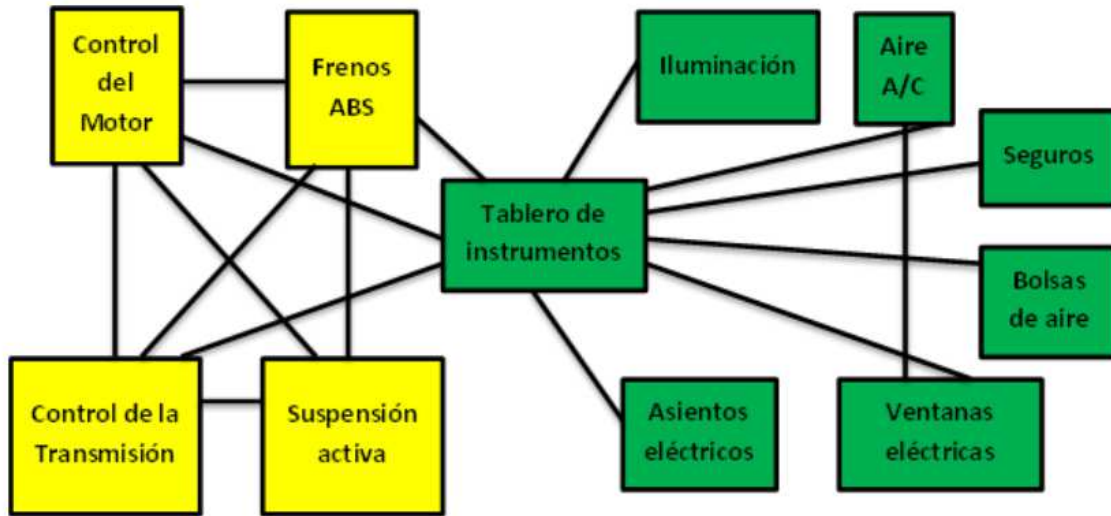 Control
del
Motor
Frenos
ABS
Iluminación
Aire
A/C
Seguros
Tablero de
instrumentos
Bolsas
de aire
Control de la
Transmisión
Suspensión
activa
Asientos
eléctricos
Ventanas
eléctricas